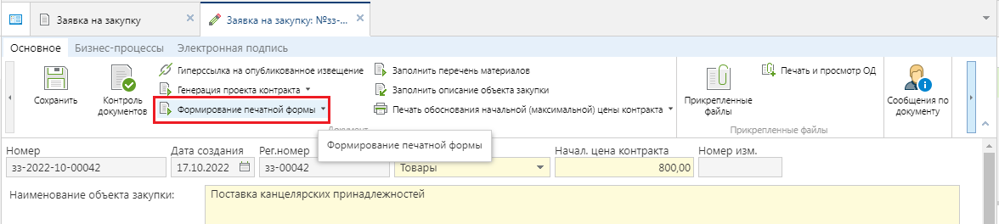 Заявка на закупку
Заявка на закупку: №зз-...
Основное Бизнес-процессы Электронная подпись
Сохранить
Контроль документов
Гиперссылка на опубликованное извещение
Генерация проекта контракта
Формирование печатной формы
Заполнить перечень материалов
Заполнить описание объекта закупки
Печать обоснования начальной (максимальной) цены контракта
Документ
Прикрепленные файлы
Печать и просмотр ОД
Прикрепленные файлы
Сообщения по документу
Формирование печатной формы
Номер Дата создания Рег.номер Начал. цена контракта Номер изм.
зз-2022-10-00042 17.10.2022 зз-00042 Товары 800,00
Наименование объекта закупки: Поставка канцелярских принадлежностей